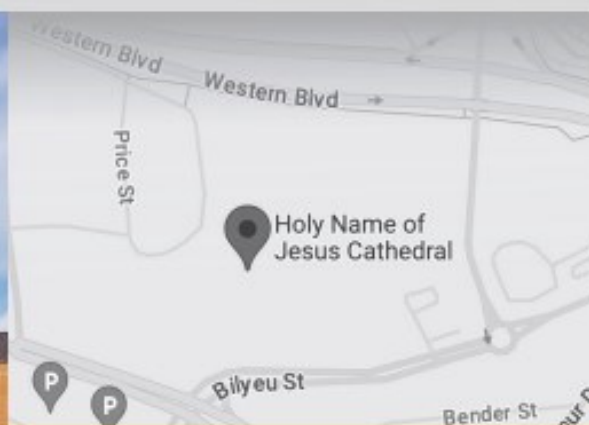 Western Blvd
Western Blvd
Price St
Holy Name of
Jesus Cathedral
Bilyeu St
P
P
Bender St